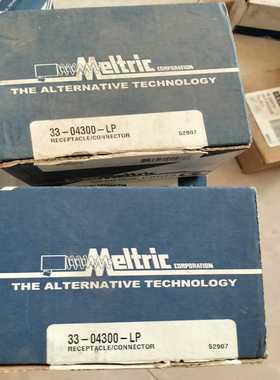 Meltric
CORPORATION
THE ALTERNATIVE TECHNOLOGY
33-04300-LP
RECEPTACLE/CONNECTOR
S2907
Meltric
CORPORATION
THE ALTERNATIVE TECHNOLOGY
33-04300-LP
RECEPTACLE/CONNECTOR
S2907